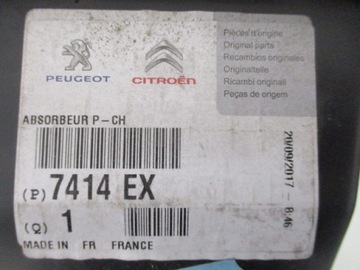 Pièces d'origine
Original parts
Recambios originales
Originalteile
Ricambi originali
Peças de origem
PEUGEOT
CITROËN
ABSORBEUR P-CH
20/09/2017 - 8:46
(P) 7414 EX
(Q) 1
MADE IN FR FRANCE